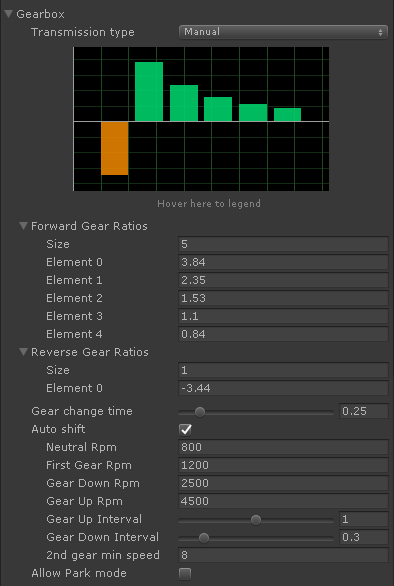 Gearbox
Transmission type Manual
Hover here to legend
Forward Gear Ratios
Size 5
Element 0 3.84
Element 1 2.35
Element 2 1.53
Element 3 1.1
Element 4 0.84
Reverse Gear Ratios
Size 1
Element 0 -3.44
Gear change time 0.25
Auto shift
Neutral Rpm 800
First Gear Rpm 1200
Gear Down Rpm 2500
Gear Up Rpm 4500
Gear Up Interval 1
Gear Down Interval 0.3
2nd gear min speed 8
Allow Park mode